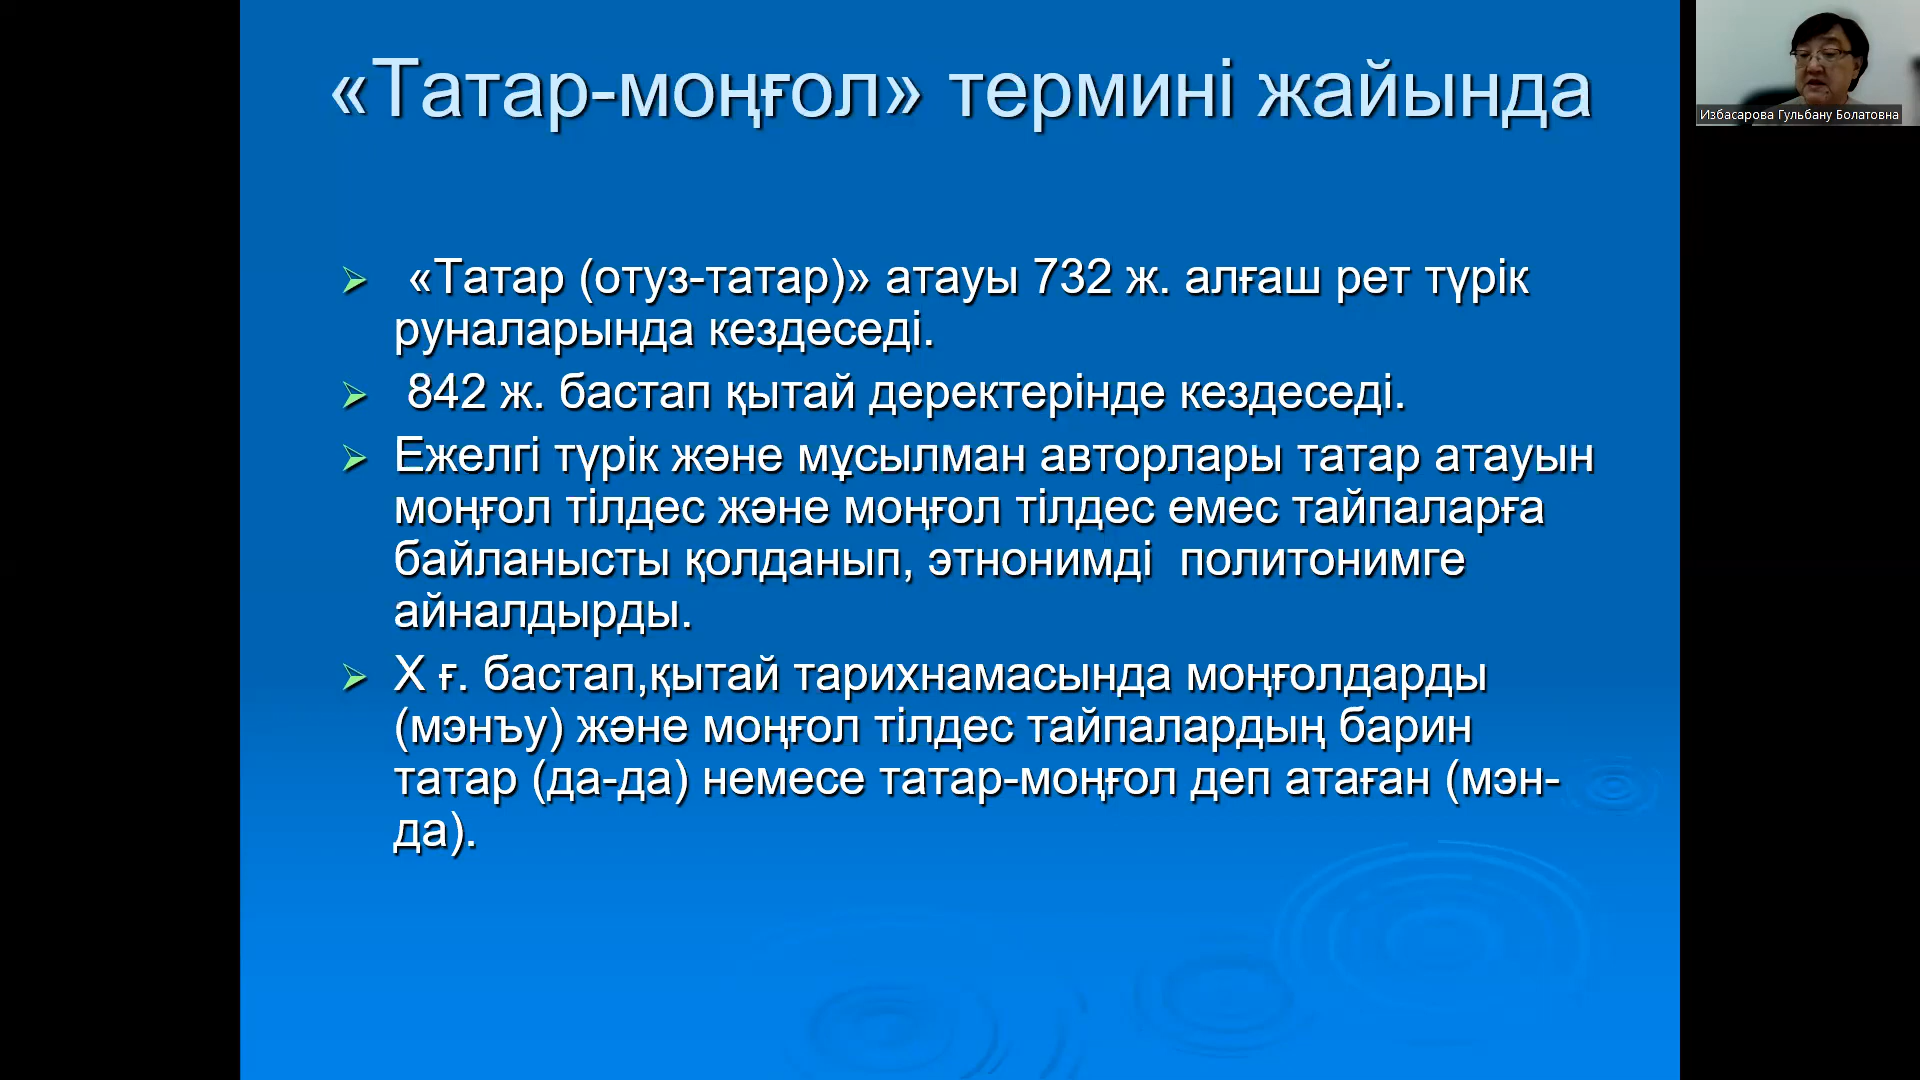 «Татар-моңғол» термині жайында
Избасарова Гульбану Болатовна
«Татар (отуз-татар)» атауы 732 ж. алғаш рет түрік
руналарында кездеседі.
842 ж. бастап қытай деректерінде кездеседі.
Ежелгі түрік және мұсылман авторлары татар атауын
моңғол тілдес және моңғол тілдес емес тайпаларға
байланысты қолданып, этнонимді политонимге
айналдырды.
Х ғ. бастап,қытай тарихнамасында моңғолдарды
(мэнъу) және моңғол тілдес тайпалардың барин
татар (да-да) немесе татар-моңғол деп атаған (мэн-
да).